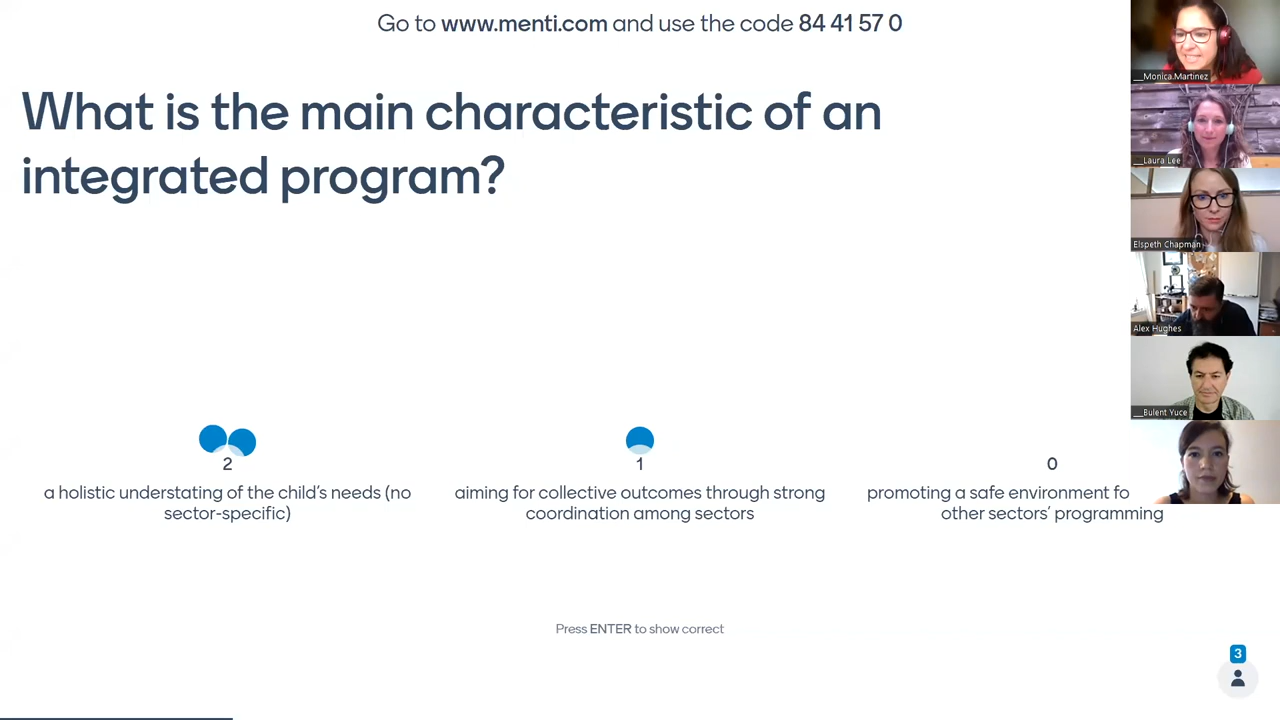 Go to www.menti.com and use the code 84 41 57 0
What is the main characteristic of an
integrated program?
2
a holistic understating of the child's needs (no
sector-specific)
1
aiming for collective outcomes through strong
coordination among sectors
0
promoting a safe environment fo
other sectors' programming
Press ENTER to show correct
3
__Monica.Martinez
__Laura Lee
Elspeth Chapman
Alex Hughes
__Bulent Yuce